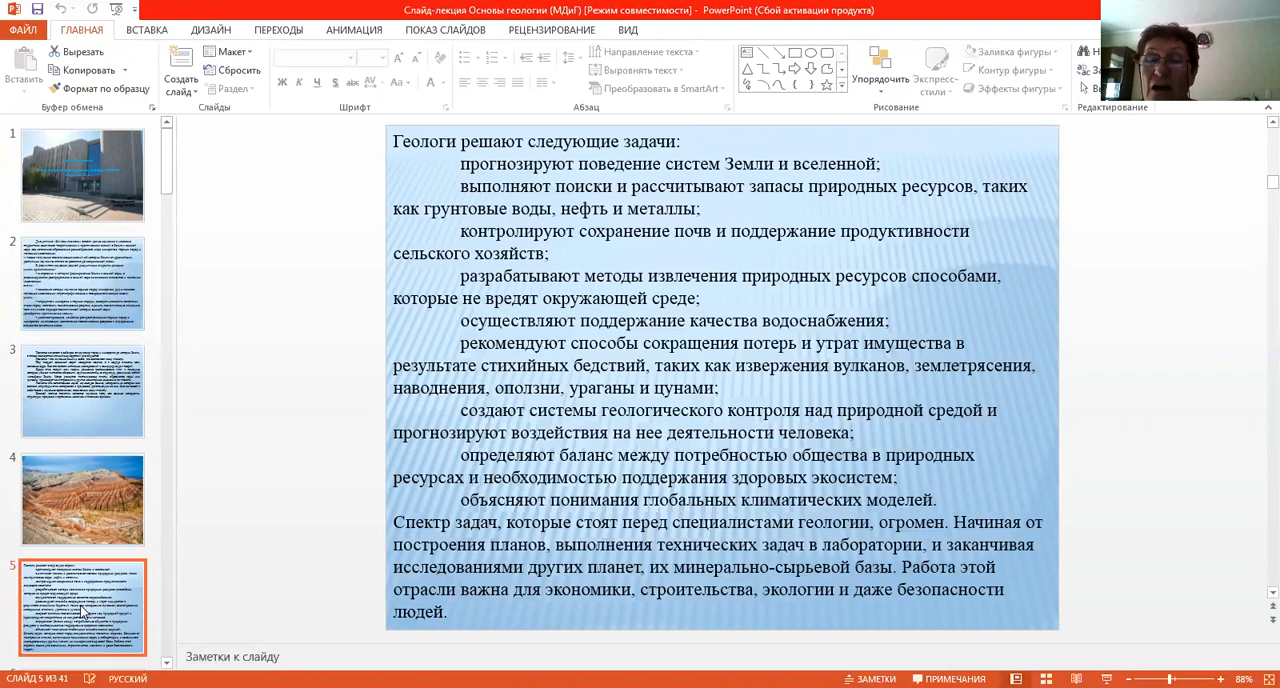 Слайд-лекция Основы геологии (МДиГ) [Режим совместимости] - PowerPoint (Сбой активации продукта)
ФАЙЛ ГЛАВНАЯ ВСТАВКА ДИЗАЙН ПЕРЕХОДЫ АНИМАЦИЯ ПОКАЗ СЛАЙДОВ РЕЦЕНЗИРОВАНИЕ ВИД
Вставить
Вырезать
Копировать
Формат по образцу
Буфер обмена
Создать
слайд
Макет
Сбросить
Раздел
Слайды
Ж К Ч S abc AV Aa A
Шрифт
Направление текста
Выровнять текст
Преобразовать в SmartArt
Абзац
Упорядочить
Экспресс-
стили
Заливка фигуры
Контур фигуры
Эффекты фигуры
Рисование
Редактирование
1
2
3
4
5
Геологи решают следующие задачи:
прогнозируют поведение систем Земли и вселенной;
выполняют поиски и рассчитывают запасы природных ресурсов, таких
как грунтовые воды, нефть и металлы;
контролируют сохранение почв и поддержание продуктивности
сельского хозяйств;
разрабатывают методы извлечения природных ресурсов способами,
которые не вредят окружающей среде;
осуществляют поддержание качества водоснабжения;
рекомендуют способы сокращения потерь и утрат имущества в
результате стихийных бедствий, таких как извержения вулканов, землетрясения,
наводнения, оползни, ураганы и цунами;
создают системы геологического контроля над природной средой и
прогнозируют воздействия на нее деятельности человека;
определяют баланс между потребностью общества в природных
ресурсах и необходимостью поддержания здоровых экосистем;
объясняют понимания глобальных климатических моделей.
Спектр задач, которые стоят перед специалистами геологии, огромен. Начиная от
построения планов, выполнения технических задач в лаборатории, и заканчивая
исследованиями других планет, их минерально-сырьевой базы. Работа этой
отрасли важна для экономики, строительства, экологии и даже безопасности
людей.
Заметки к слайду
СЛАЙД 5 ИЗ 41 РУССКИЙ ЗАМЕТКИ ПРИМЕЧАНИЯ 88%